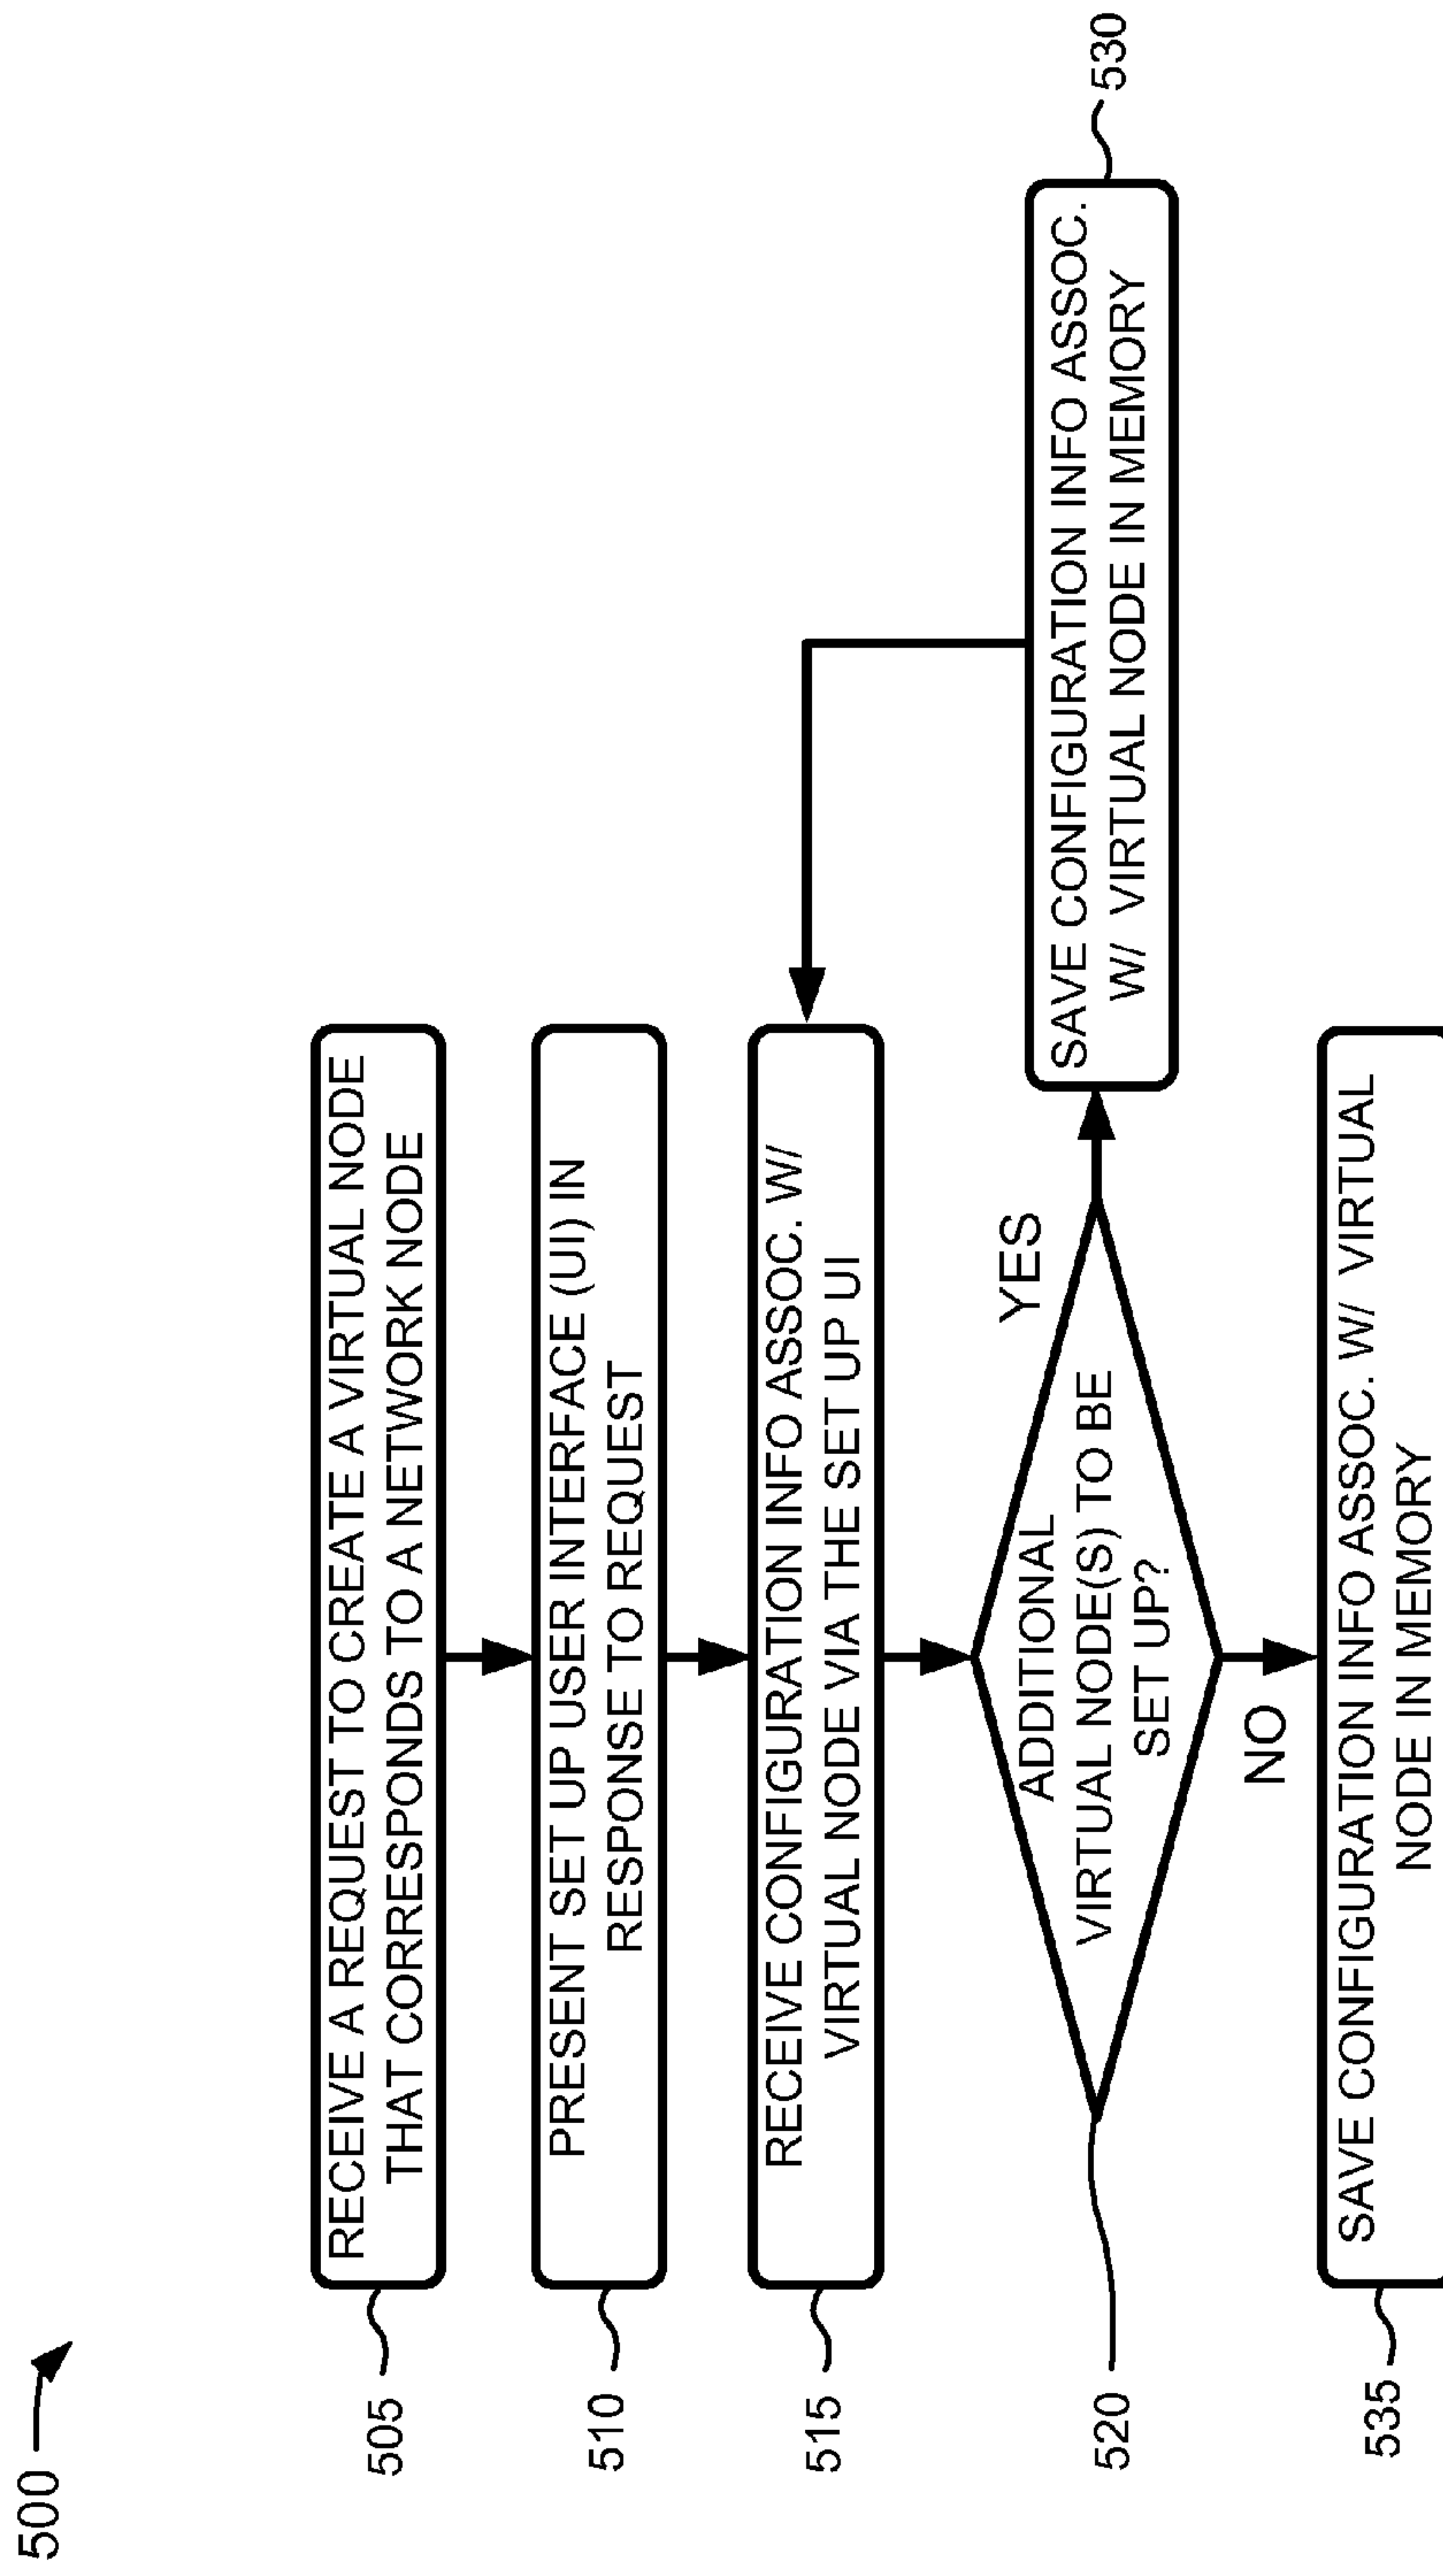 500
505
RECEIVE A REQUEST TO CREATE A VIRTUAL NODE
THAT CORRESPONDS TO A NETWORK NODE
510
PRESENT SET UP USER INTERFACE (UI) IN
RESPONSE TO REQUEST
515
RECEIVE CONFIGURATION INFO ASSOC. W/
VIRTUAL NODE VIA THE SET UP UI
520
ADDITIONAL
VIRTUAL NODE(S) TO BE
SET UP?
YES
530
SAVE CONFIGURATION INFO ASSOC.
W/ VIRTUAL NODE IN MEMORY
NO
535
SAVE CONFIGURATION INFO ASSOC. W/ VIRTUAL
NODE IN MEMORY